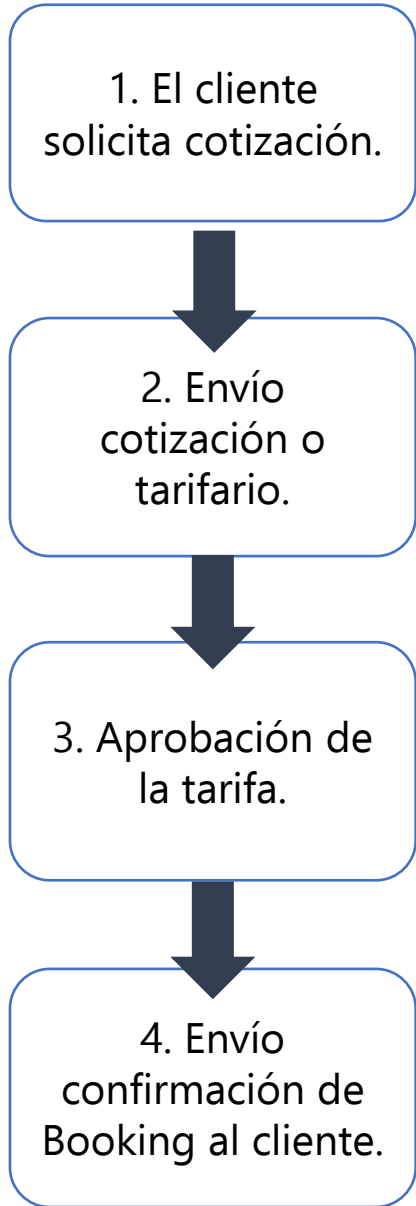 1. El cliente
solicita cotización.
2. Envío
cotización o
tarifario.
3. Aprobación de
la tarifa.
4. Envío
confirmación de
Booking al cliente.